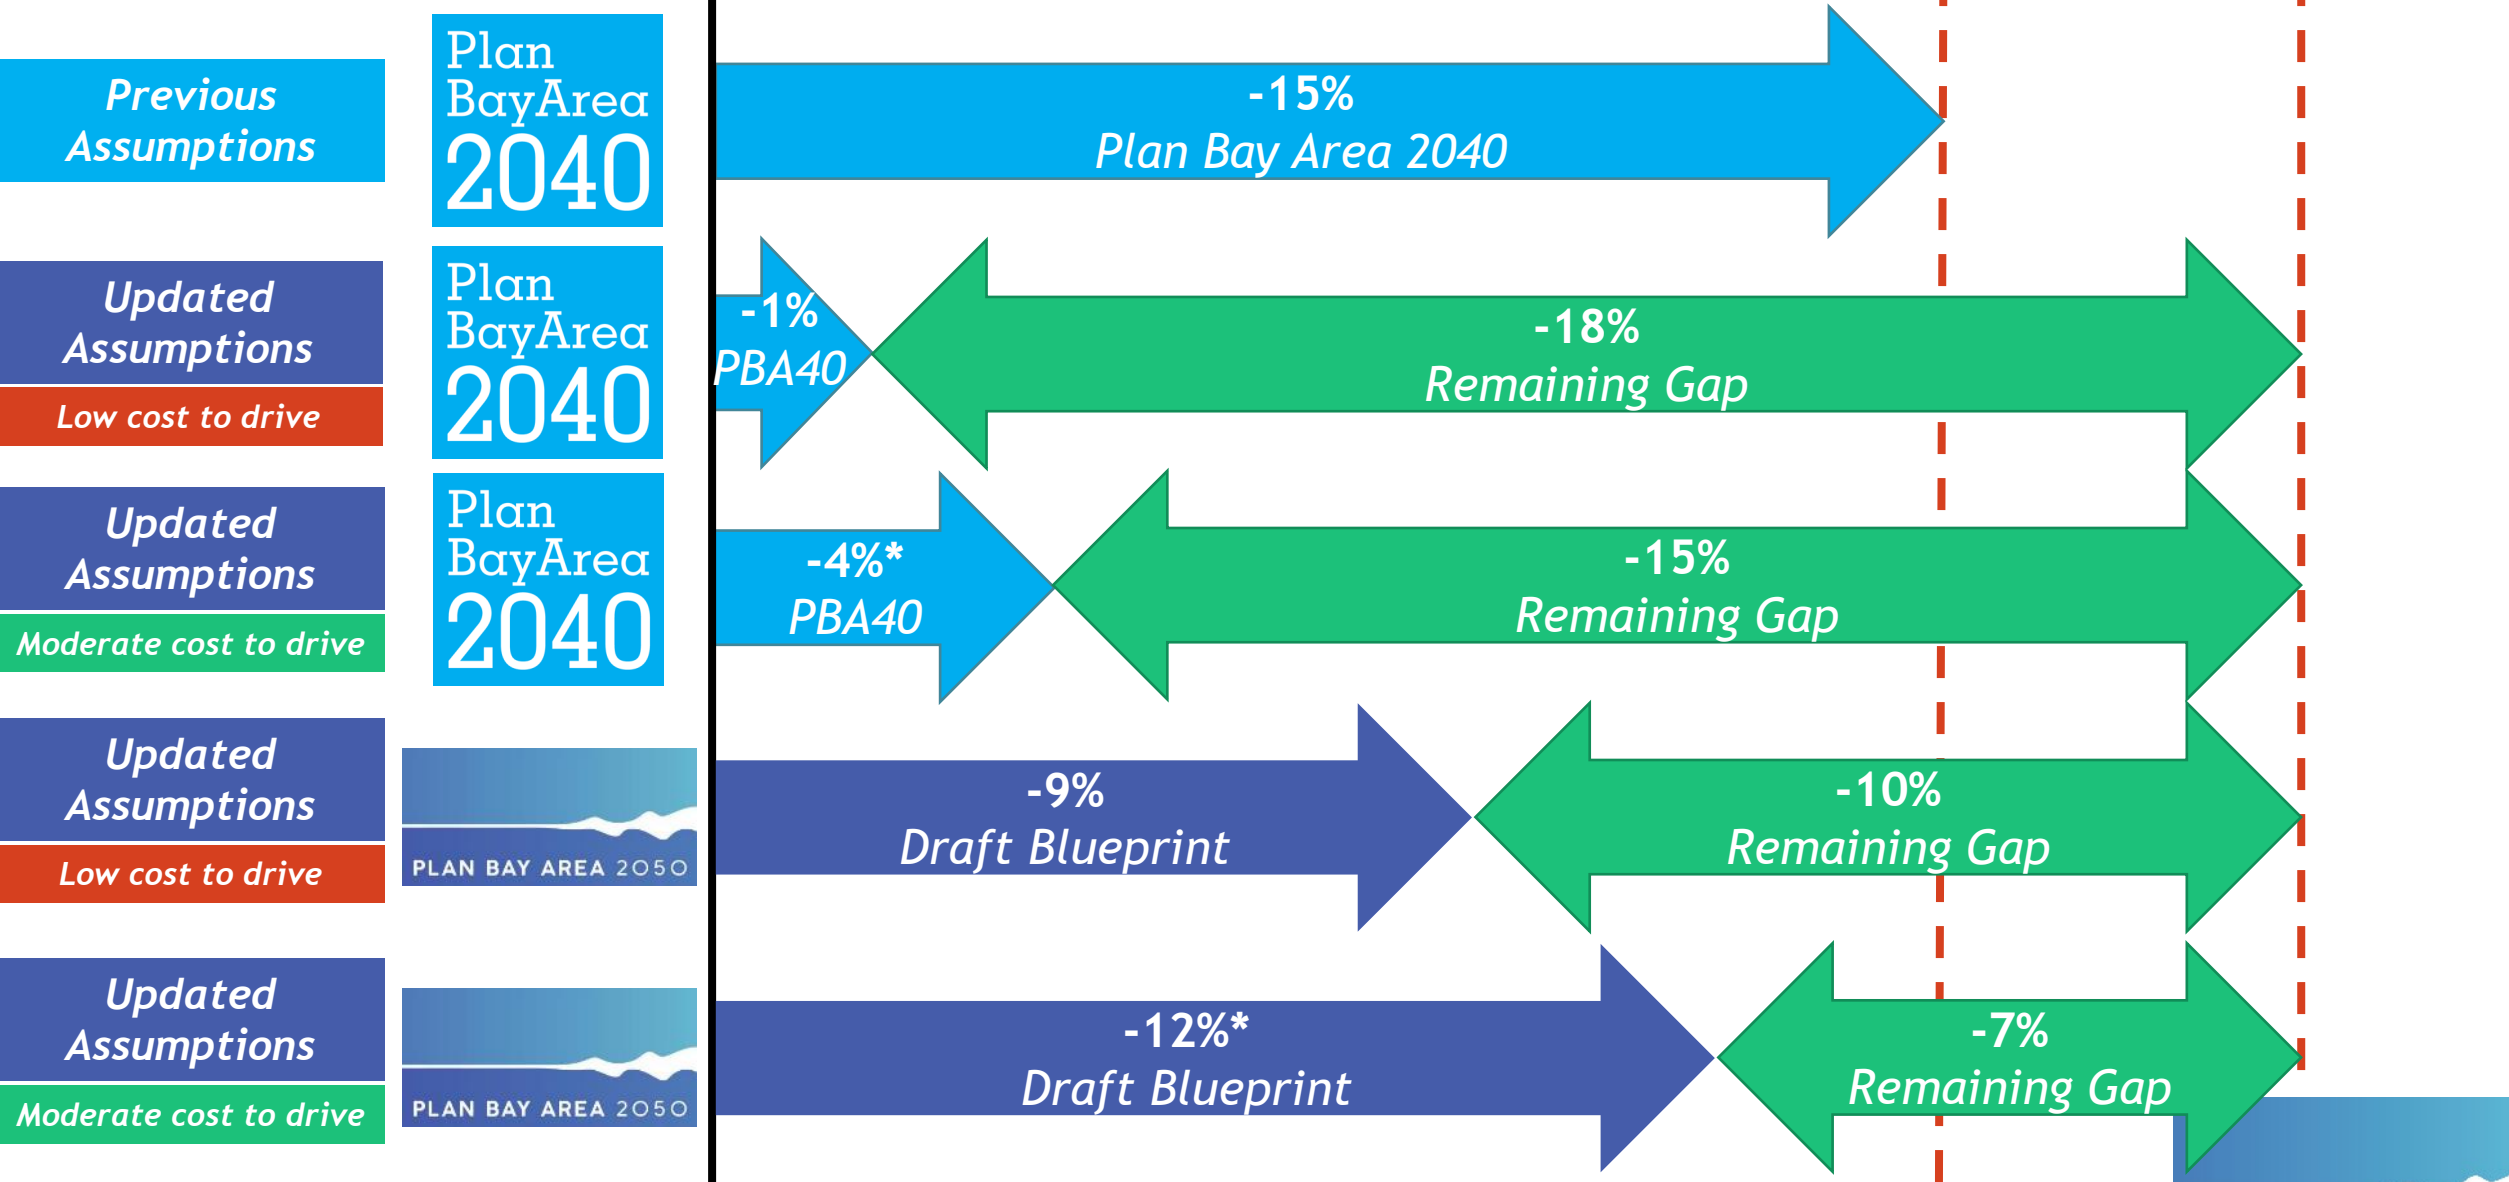 Previous
Assumptions
Plan
BayArea
2040
-15%
Plan Bay Area 2040
Updated
Assumptions
Low cost to drive
Plan
BayArea
2040
-1%
PBA40
-18%
Remaining Gap
Updated
Assumptions
Moderate cost to drive
Plan
BayArea
2040
-4%*
PBA40
-15%
Remaining Gap
Updated
Assumptions
Low cost to drive
PLAN BAY AREA 2050
-9%
Draft Blueprint
-10%
Remaining Gap
Updated
Assumptions
Moderate cost to drive
PLAN BAY AREA 2050
-12%*
Draft Blueprint
-7%
Remaining Gap